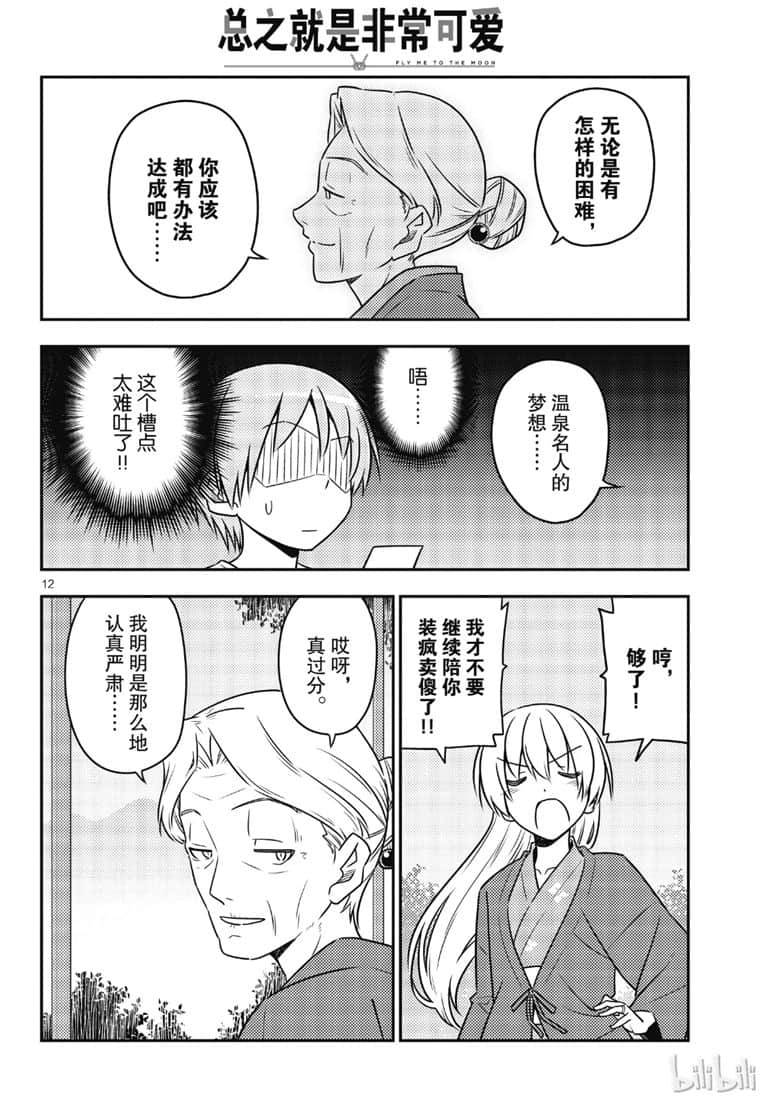 总之就是非常可爱
FLY ME TO THE MOON
无论是有
怎样的困难，
你应该
都有办法
达成吧……
温泉名人的
梦想……
唔……
这个槽点
太难吐了!!
12
哼，
够了！
我才不要
继续陪你
装疯卖傻了!!
哎呀，
真过分。
我明明是那么地
认真严肃……
bilibili